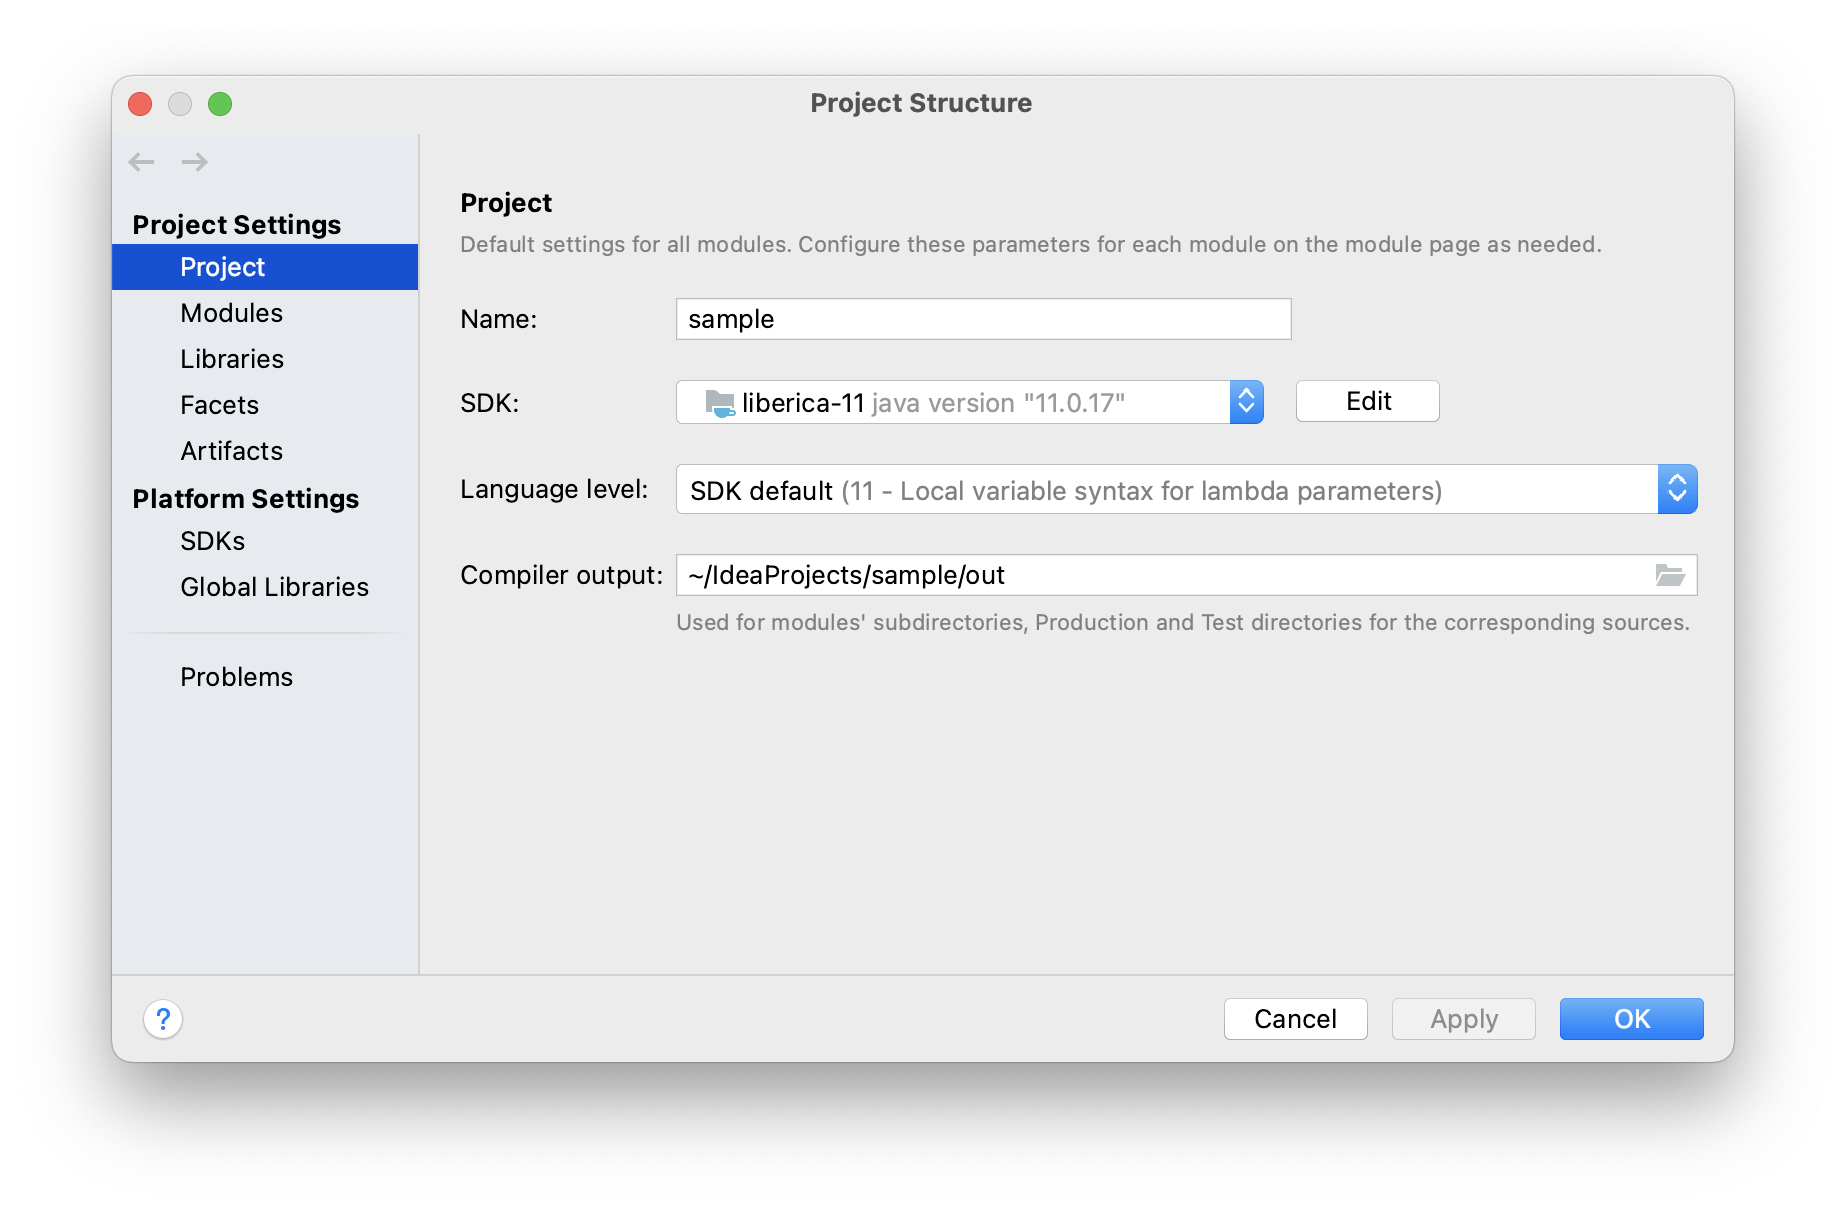 Project Structure
Project Settings
Project
Modules
Libraries
Facets
Artifacts
Platform Settings
SDKs
Global Libraries
Problems
Project
Default settings for all modules. Configure these parameters for each module on the module page as needed.
Name: sample
SDK: liberica-11 java version "11.0.17" Edit
Language level: SDK default (11 - Local variable syntax for lambda parameters)
Compiler output: ~/IdeaProjects/sample/out
Used for modules' subdirectories, Production and Test directories for the corresponding sources.
? Cancel Apply OK